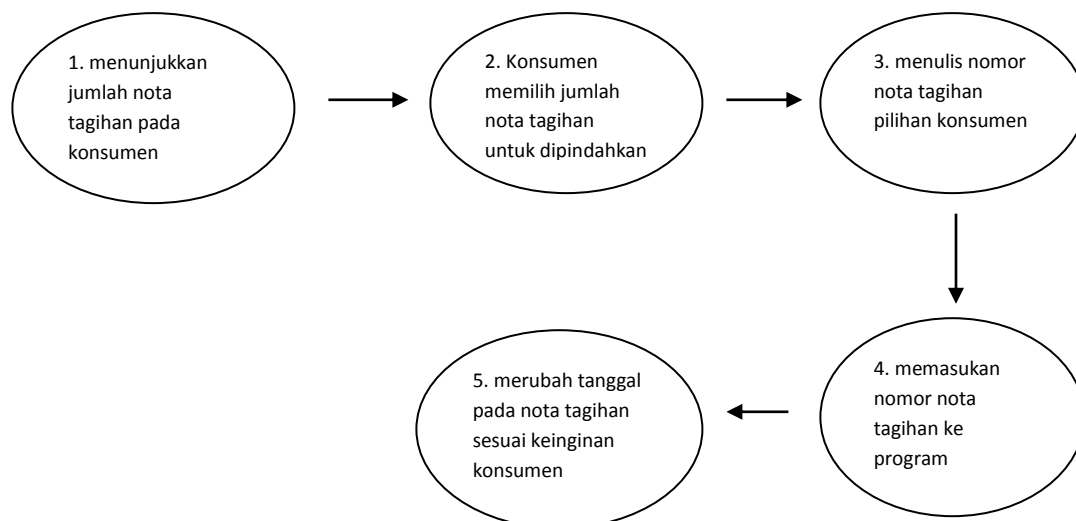 1. menunjukkan
jumlah nota
tagihan pada
konsumen
2. Konsumen
memilih jumlah
nota tagihan
untuk dipindahkan
3. menulis nomor
nota tagihan
pilihan konsumen
4. memasukan
nomor nota
tagihan ke
program
5. merubah tanggal
pada nota tagihan
sesuai keinginan
konsumen